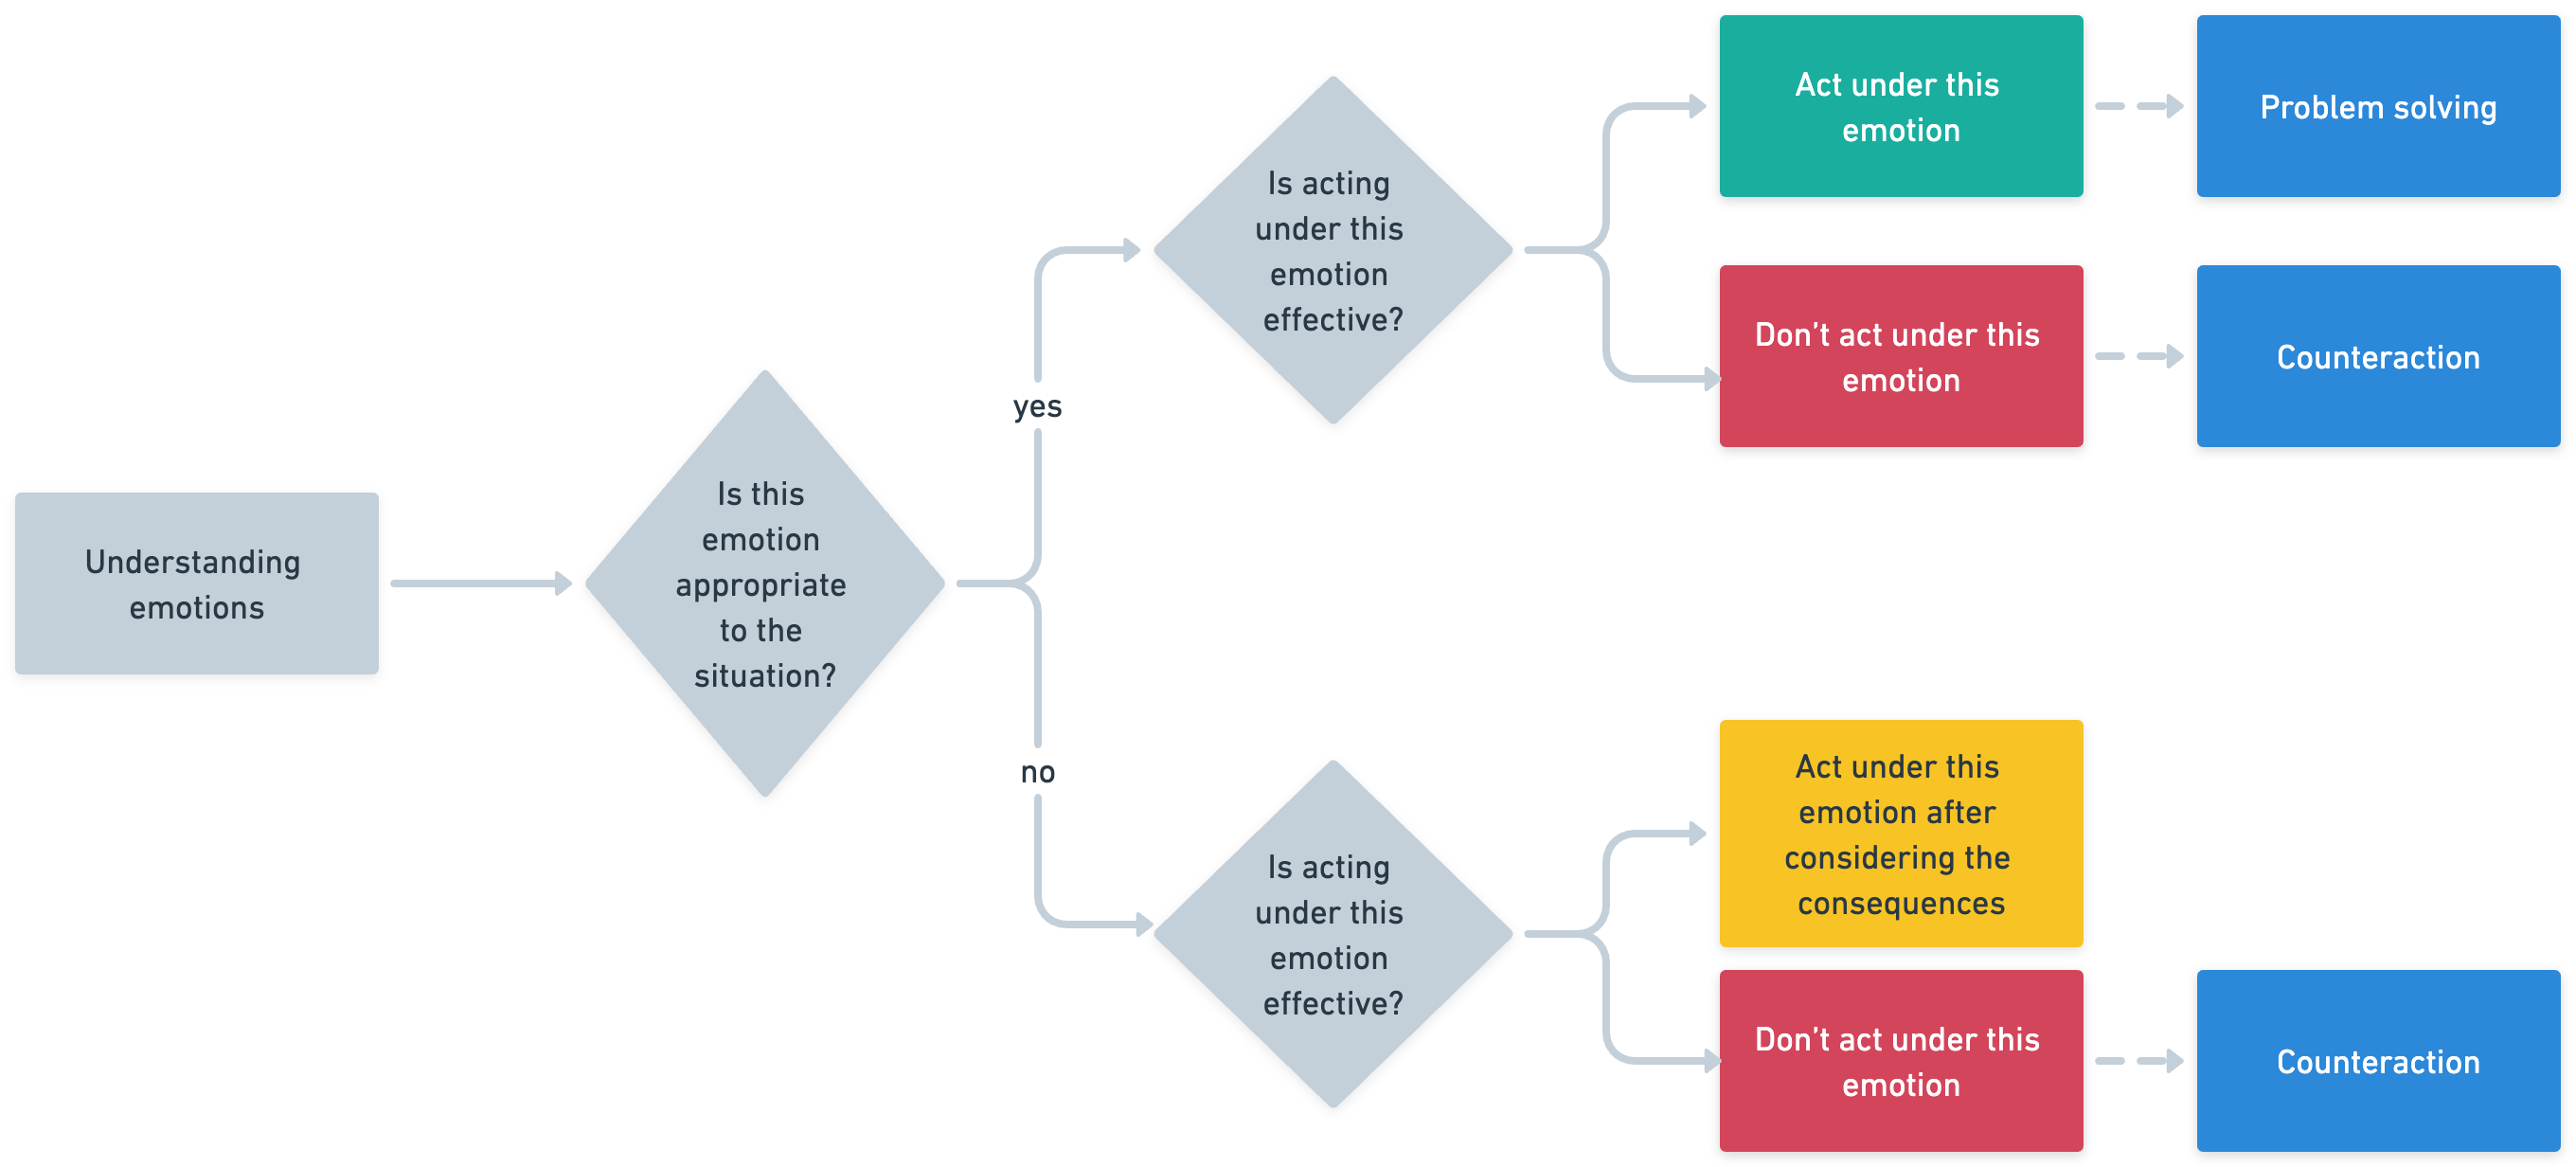 Understanding
emotions
Is this
emotion
appropriate
to the
situation?
yes
no
Is acting
under this
emotion
effective?
Act under this
emotion
Problem solving
Don’t act under this
emotion
Counteraction
Is acting
under this
emotion
effective?
Act under this
emotion after
considering the
consequences
Don’t act under this
emotion
Counteraction